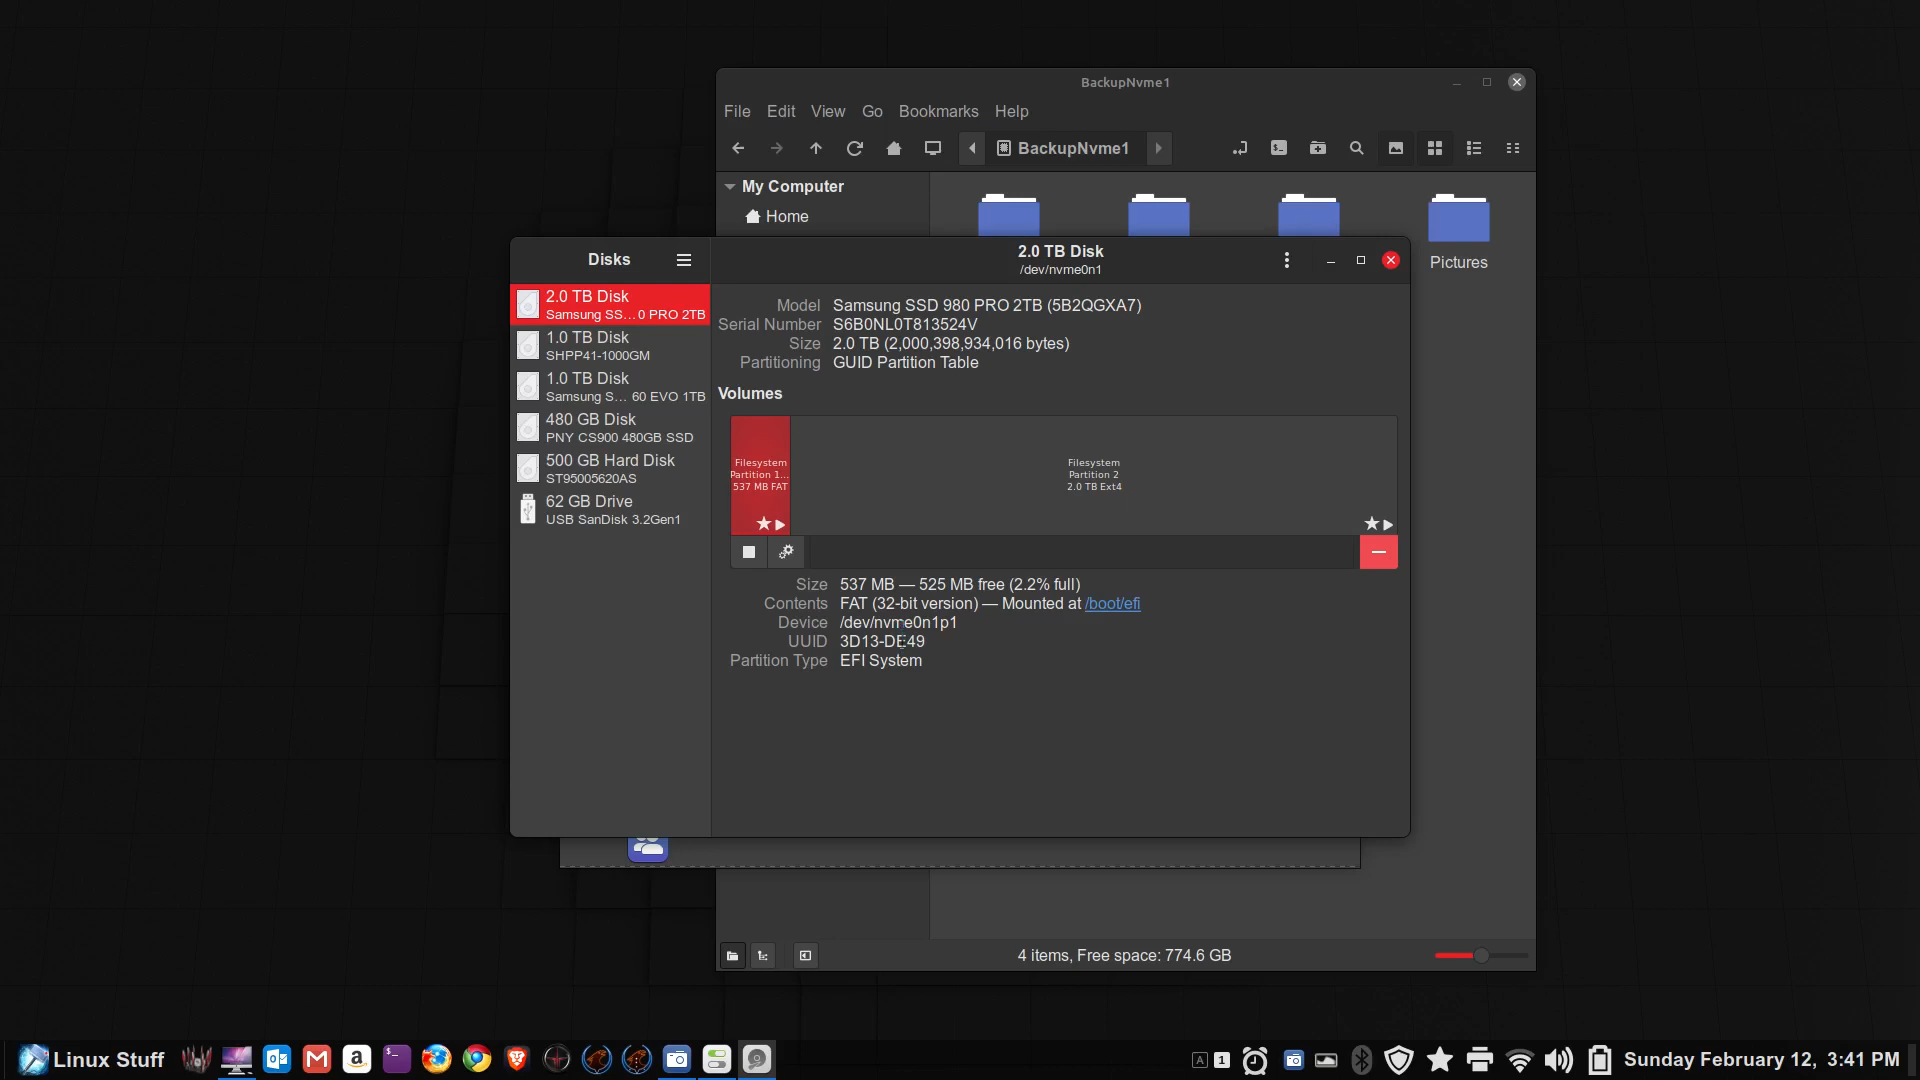 BackupNvme1
File Edit View Go Bookmarks Help
BackupNvme1
My Computer
Home
Pictures
Disks
2.0 TB Disk
/dev/nvme0n1
2.0 TB Disk
Samsung SS...0 PRO 2TB
1.0 TB Disk
SHPP41-1000GM
1.0 TB Disk
Samsung S... 60 EVO 1TB
480 GB Disk
PNY CS900 480GB SSD
500 GB Hard Disk
ST95005620AS
62 GB Drive
USB SanDisk 3.2Gen1
Model Samsung SSD 980 PRO 2TB (5B2QGXA7)
Serial Number S6B0NL0T813524V
Size 2.0 TB (2,000,398,934,016 bytes)
Partitioning GUID Partition Table
Volumes
Filesystem
Partition 1...
537 MB FAT
Filesystem
Partition 2
2.0 TB Ext4
Size 537 MB — 525 MB free (2.2% full)
Contents FAT (32-bit version) — Mounted at /boot/efi
Device /dev/nvme0n1p1
UUID 3D13-DE49
Partition Type EFI System
4 items, Free space: 774.6 GB
Linux Stuff
A 1
Sunday February 12, 3:41 PM